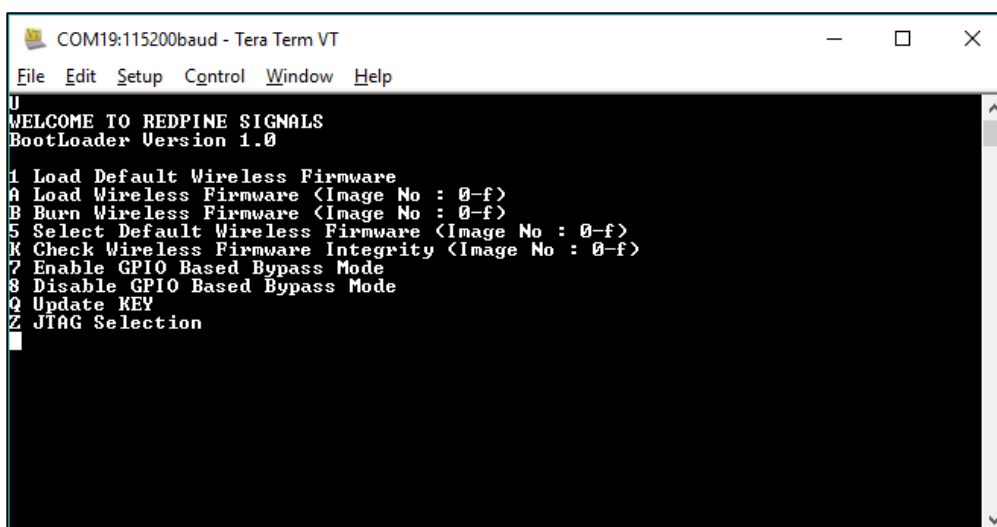 COM19:115200baud - Tera Term VT
File Edit Setup Control Window Help
U
WELCOME TO REDPINE SIGNALS
BootLoader Version 1.0
1 Load Default Wireless Firmware
A Load Wireless Firmware (Image No : 0-f)
B Burn Wireless Firmware (Image No : 0-f)
5 Select Default Wireless Firmware (Image No : 0-f)
K Check Wireless Firmware Integrity (Image No : 0-f)
7 Enable GPIO Based Bypass Mode
8 Disable GPIO Based Bypass Mode
Q Update KEY
Z JTAG Selection